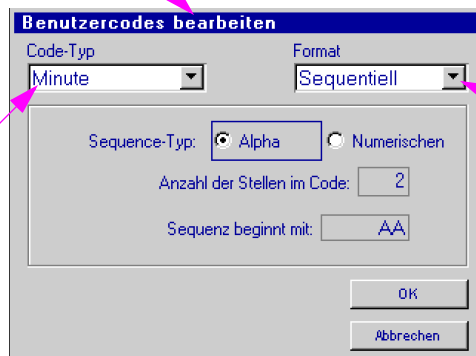 Benutzercodes bearbeiten
Code-Typ Format
Minute Sequentiell
Sequence-Typ: Alpha Numerischen
Anzahl der Stellen im Code: 2
Sequenz beginnt mit: AA
OK
Abbrechen